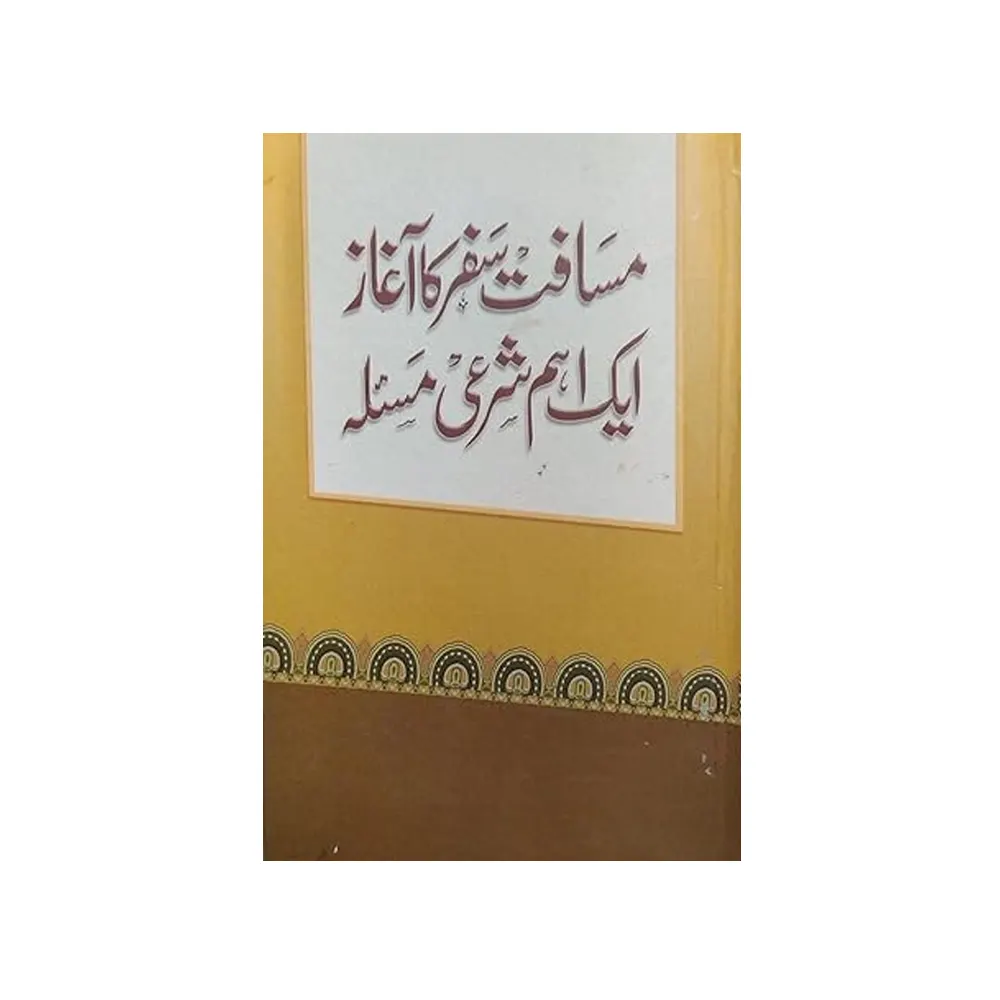 مسافت سفر کا آغاز
ایک اہم شرعی مسئلہ